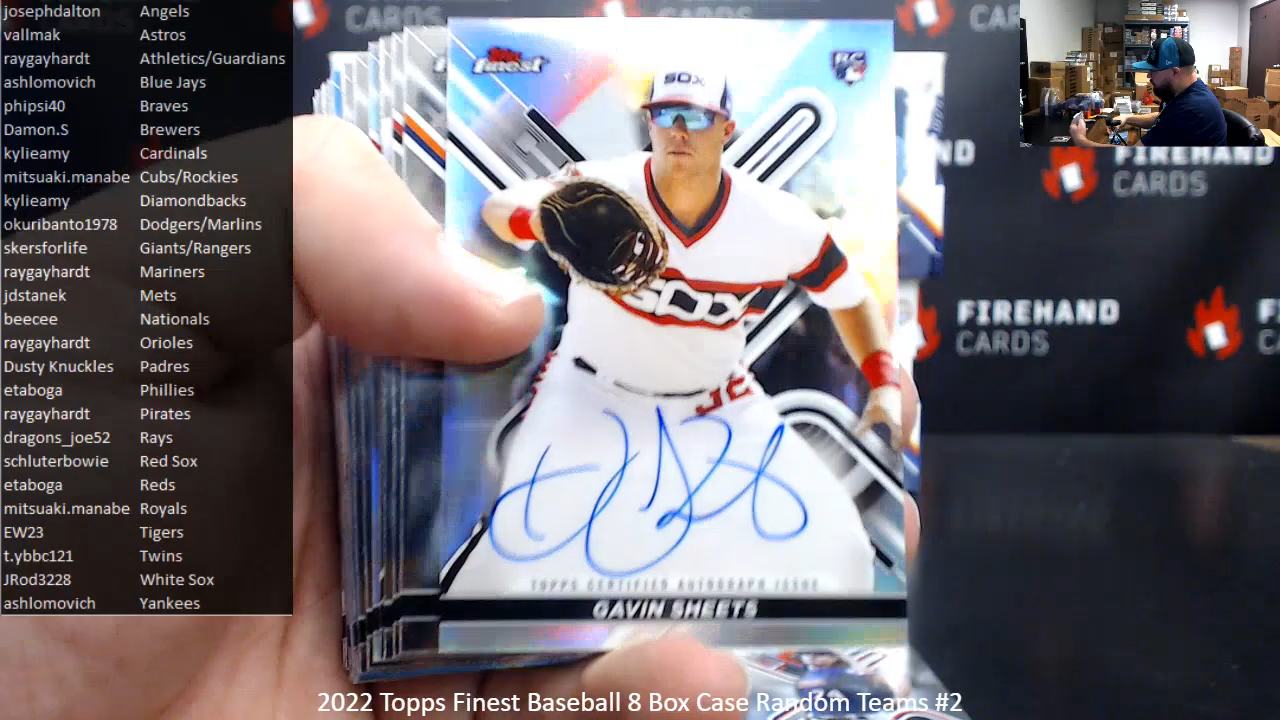 josephdalton Angels
vallmak Astros
raygayhardt Athletics/Guardians
ashlomovich Blue Jays
phipsi40 Braves
Damon.S Brewers
kylieamy Cardinals
mitsuaki.manabe Cubs/Rockies
kylieamy Diamondbacks
okuribanto1978 Dodgers/Marlins
skersforlife Giants/Rangers
raygayhardt Mariners
jdstanek Mets
beecee Nationals
raygayhardt Orioles
Dusty Knuckles Padres
etaboga Phillies
raygayhardt Pirates
dragons_joe52 Rays
schluterbowie Red Sox
etaboga Reds
mitsuaki.manabe Royals
EW23 Tigers
t.ybbc121 Twins
JRod3228 White Sox
ashlomovich Yankees
Topps
finest
RC
SOX
SOX
TOPPS CERTIFIED AUTOGRAPH ISSUE
GAVIN SHEETS
FIREHAND
CARDS
FIREHAND
CARDS
2022 Topps Finest Baseball 8 Box Case Random Teams #2